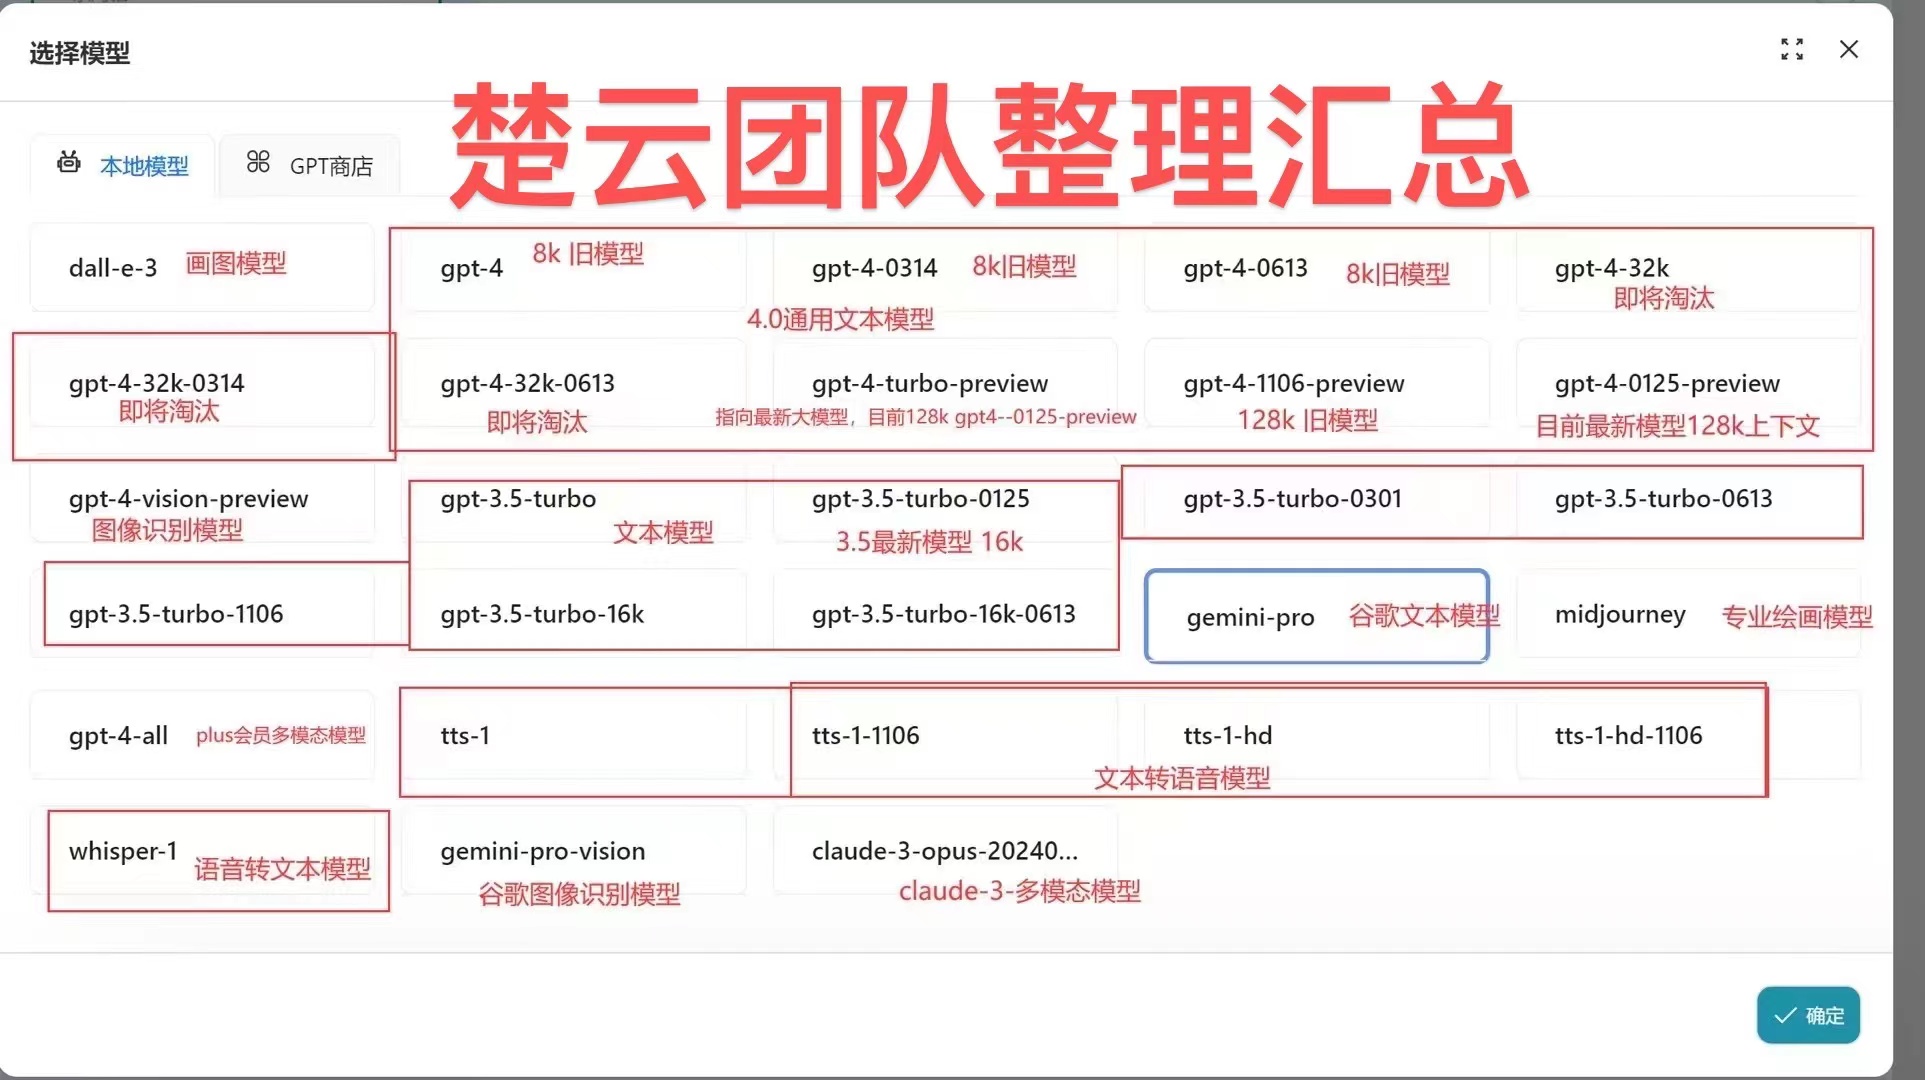 选择模型
楚云团队整理汇总
本地模型
GPT商店
dall-e-3 画图模型
gpt-4 8k 旧模型
gpt-4-0314 8k旧模型
gpt-4-0613 8k旧模型
gpt-4-32k
即将淘汰
4.0通用文本模型
gpt-4-32k-0314
即将淘汰
gpt-4-32k-0613
即将淘汰
gpt-4-turbo-preview
指向最新大模型，目前128k gpt4--0125-preview
gpt-4-1106-preview
128k 旧模型
gpt-4-0125-preview
目前最新模型128k上下文
gpt-4-vision-preview
图像识别模型
gpt-3.5-turbo
文本模型
gpt-3.5-turbo-0125
3.5最新模型 16k
gpt-3.5-turbo-0301
gpt-3.5-turbo-0613
gpt-3.5-turbo-1106
gpt-3.5-turbo-16k
gpt-3.5-turbo-16k-0613
gemini-pro 谷歌文本模型
midjourney 专业绘画模型
gpt-4-all plus会员多模态模型
tts-1
tts-1-1106
tts-1-hd
tts-1-hd-1106
文本转语音模型
whisper-1 语音转文本模型
gemini-pro-vision
谷歌图像识别模型
claude-3-opus-20240...
claude-3-多模态模型
确定